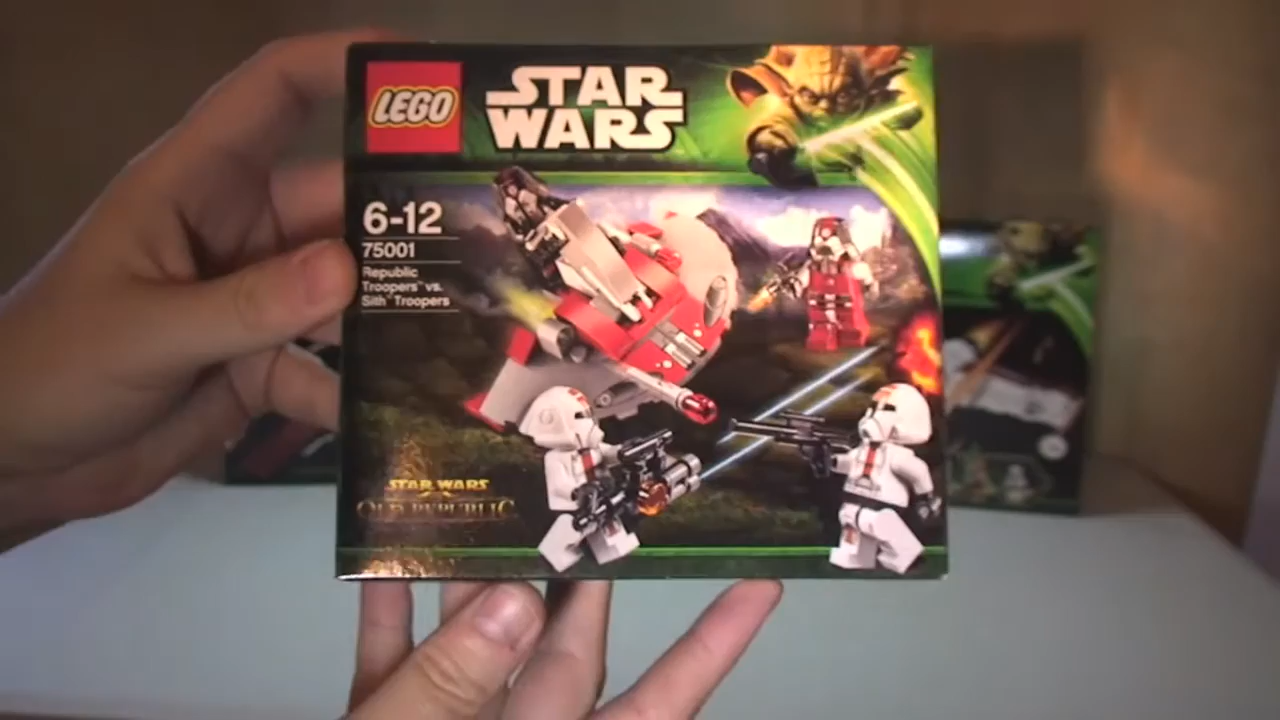 LEGO
STAR
WARS
6-12
75001
Republic
Troopers™ vs.
Sith™ Troopers
STAR WARS
OLD REPUBLIC